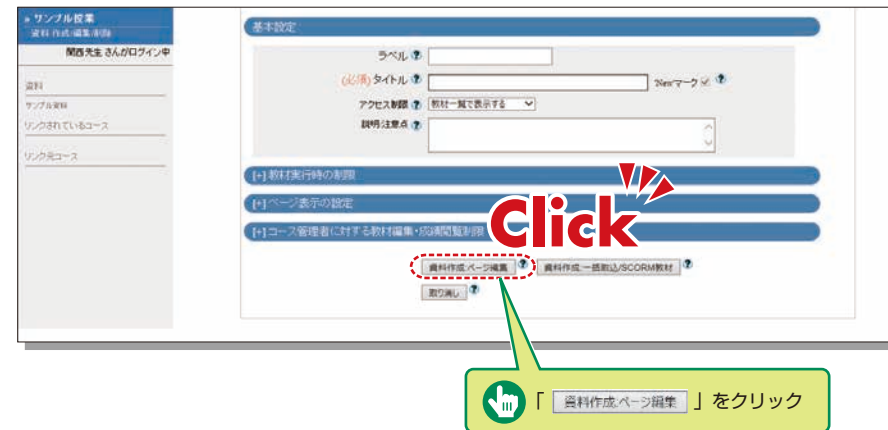 » サンプル授業
資料 作成/編集/削除
関西先生 さんがログイン中
資料
サンプル資料
リンクされているコース
リンク元コース
基本設定
ラベル ?
(必須) タイトル ?
Newマーク ?
アクセス制限 ? 教材一覧で表示する
説明/注意点 ?
[+] 教材実行時の制限
[+] ページ表示の設定
[+] コース管理者に対する教材編集・成績閲覧制限
Click
資料作成:ページ編集 ? 資料作成:一括取込/SCORM教材 ?
取り消し ?
「 資料作成:ページ編集 」をクリック